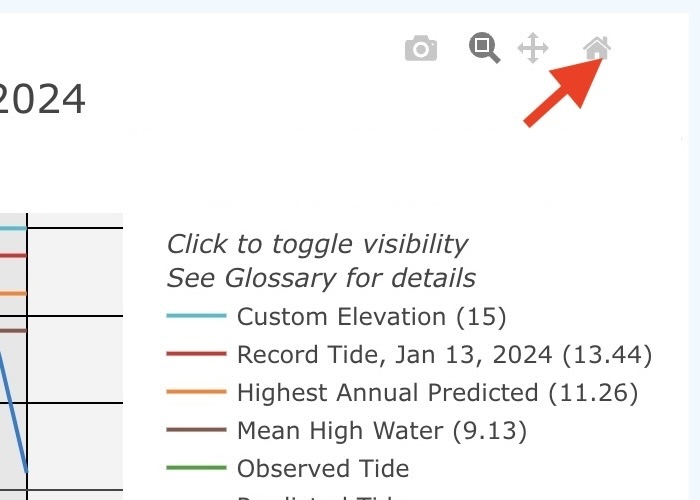 2024
Click to toggle visibility
See Glossary for details
Custom Elevation (15)
Record Tide, Jan 13, 2024 (13.44)
Highest Annual Predicted (11.26)
Mean High Water (9.13)
Observed Tide